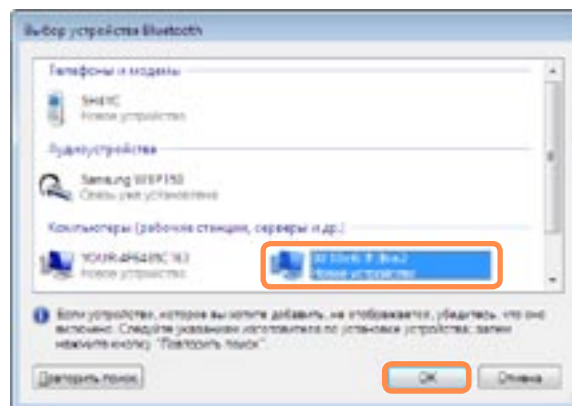 Выбор устройства Bluetooth
Телефоны и модемы
Новое устройство
Аудиоустройства
Samsung WEP150
Связь уже установлена
Компьютеры (рабочие станции, серверы и др.)
Новое устройство
Новое устройство
Если устройство, которое вы хотите добавить, не отображается, убедитесь, что оно
включено. Следуйте указаниям изготовителя по установке устройства, затем
нажмите кнопку "Повторить поиск".
Повторить поиск
OK
Отмена